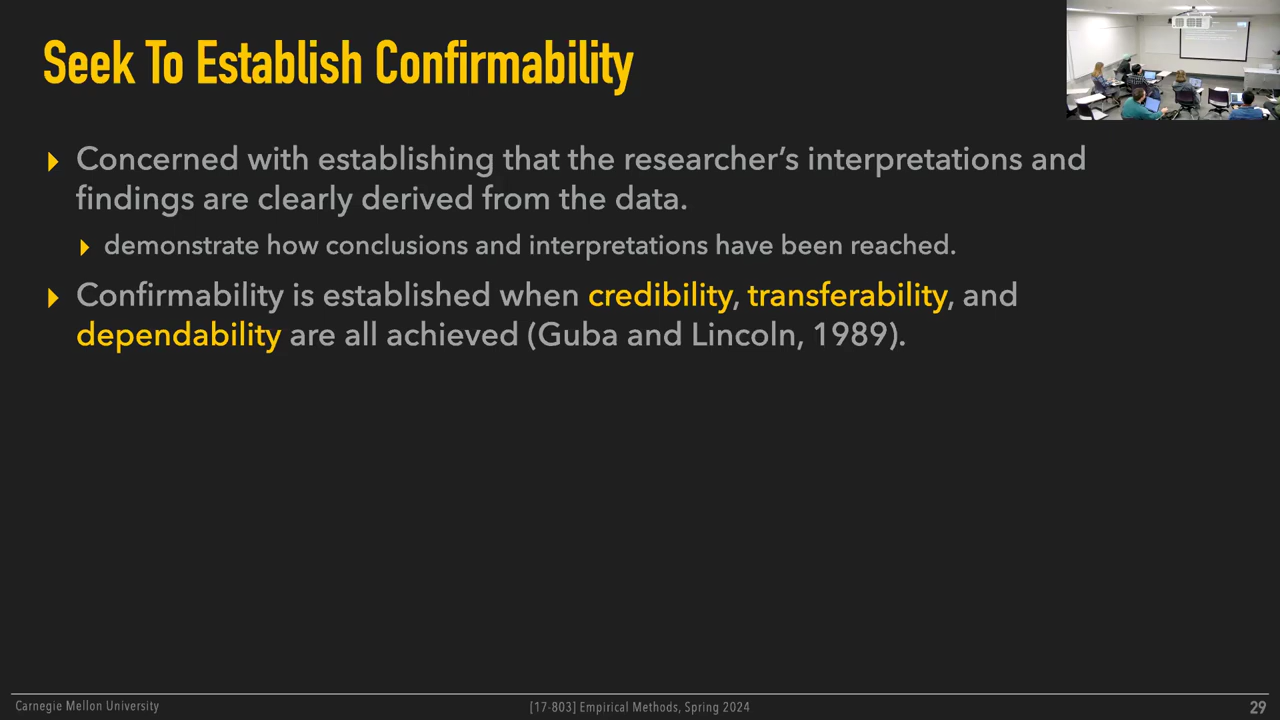 Seek To Establish Confirmability
Concerned with establishing that the researcher’s interpretations and
findings are clearly derived from the data.
demonstrate how conclusions and interpretations have been reached.
Confirmability is established when credibility, transferability, and
dependability are all achieved (Guba and Lincoln, 1989).
Carnegie Mellon University
[17-803] Empirical Methods, Spring 2024
29